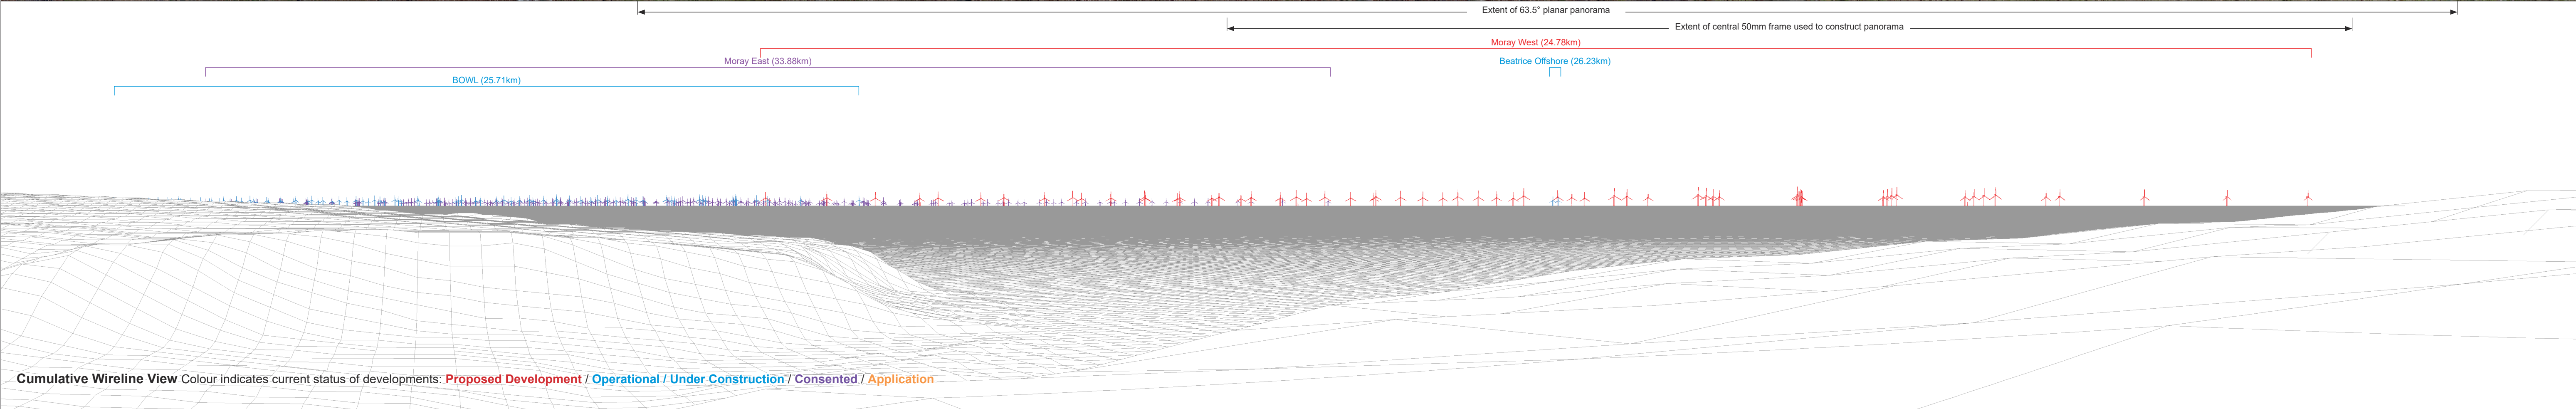 Extent of 63.5° planar panorama
Extent of central 50mm frame used to construct panorama
Moray West (24.78km)
Moray East (33.88km)
Beatrice Offshore (26.23km)
BOWL (25.71km)
Cumulative Wireline View Colour indicates current status of developments: Proposed Development / Operational / Under Construction / Consented / Application